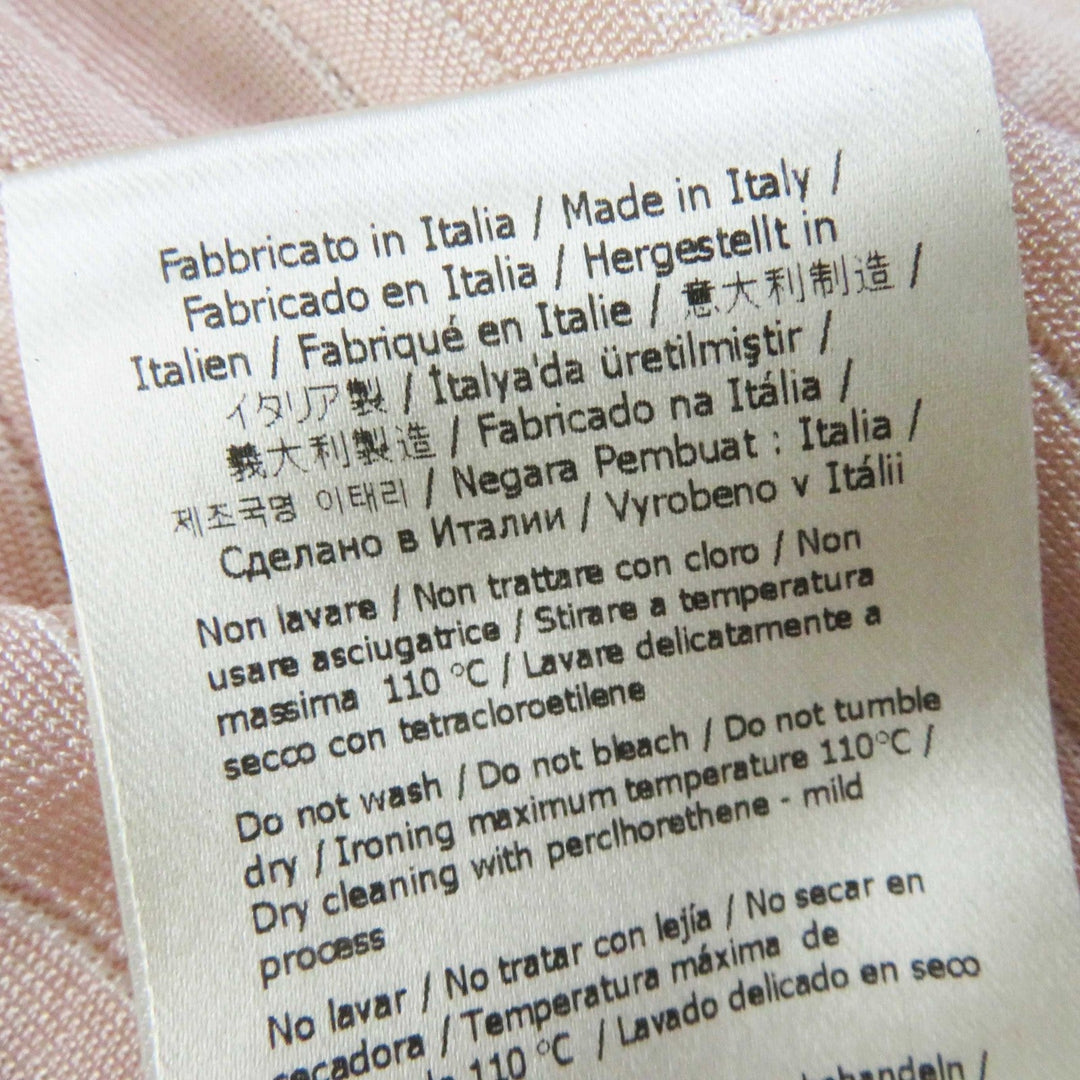 Fabbricato in Italia / Made in Italy /
Fabricado en Italia / Hergestellt in
Italien / Fabriqué en Italie / 意大利制造 /
イタリア製 / İtalya'da üretilmiştir /
義大利製造 / Fabricado na Itália /
제조국명 이태리 / Negara Pembuat : Italia /
Сделано в Италии / Vyrobeno v Itálii
Non lavare / Non trattare con cloro / Non
usare asciugatrice / Stirare a temperatura
massima 110 °C / Lavare delicatamente a
secco con tetracloroetilene
Do not wash / Do not bleach / Do not tumble
dry / Ironing maximum temperature 110°C /
Dry cleaning with perclhorethene - mild
process
No lavar / No tratar con lejía / No secar en
secadora / Temperatura máxima de
110 °C / Lavado delicado en seco